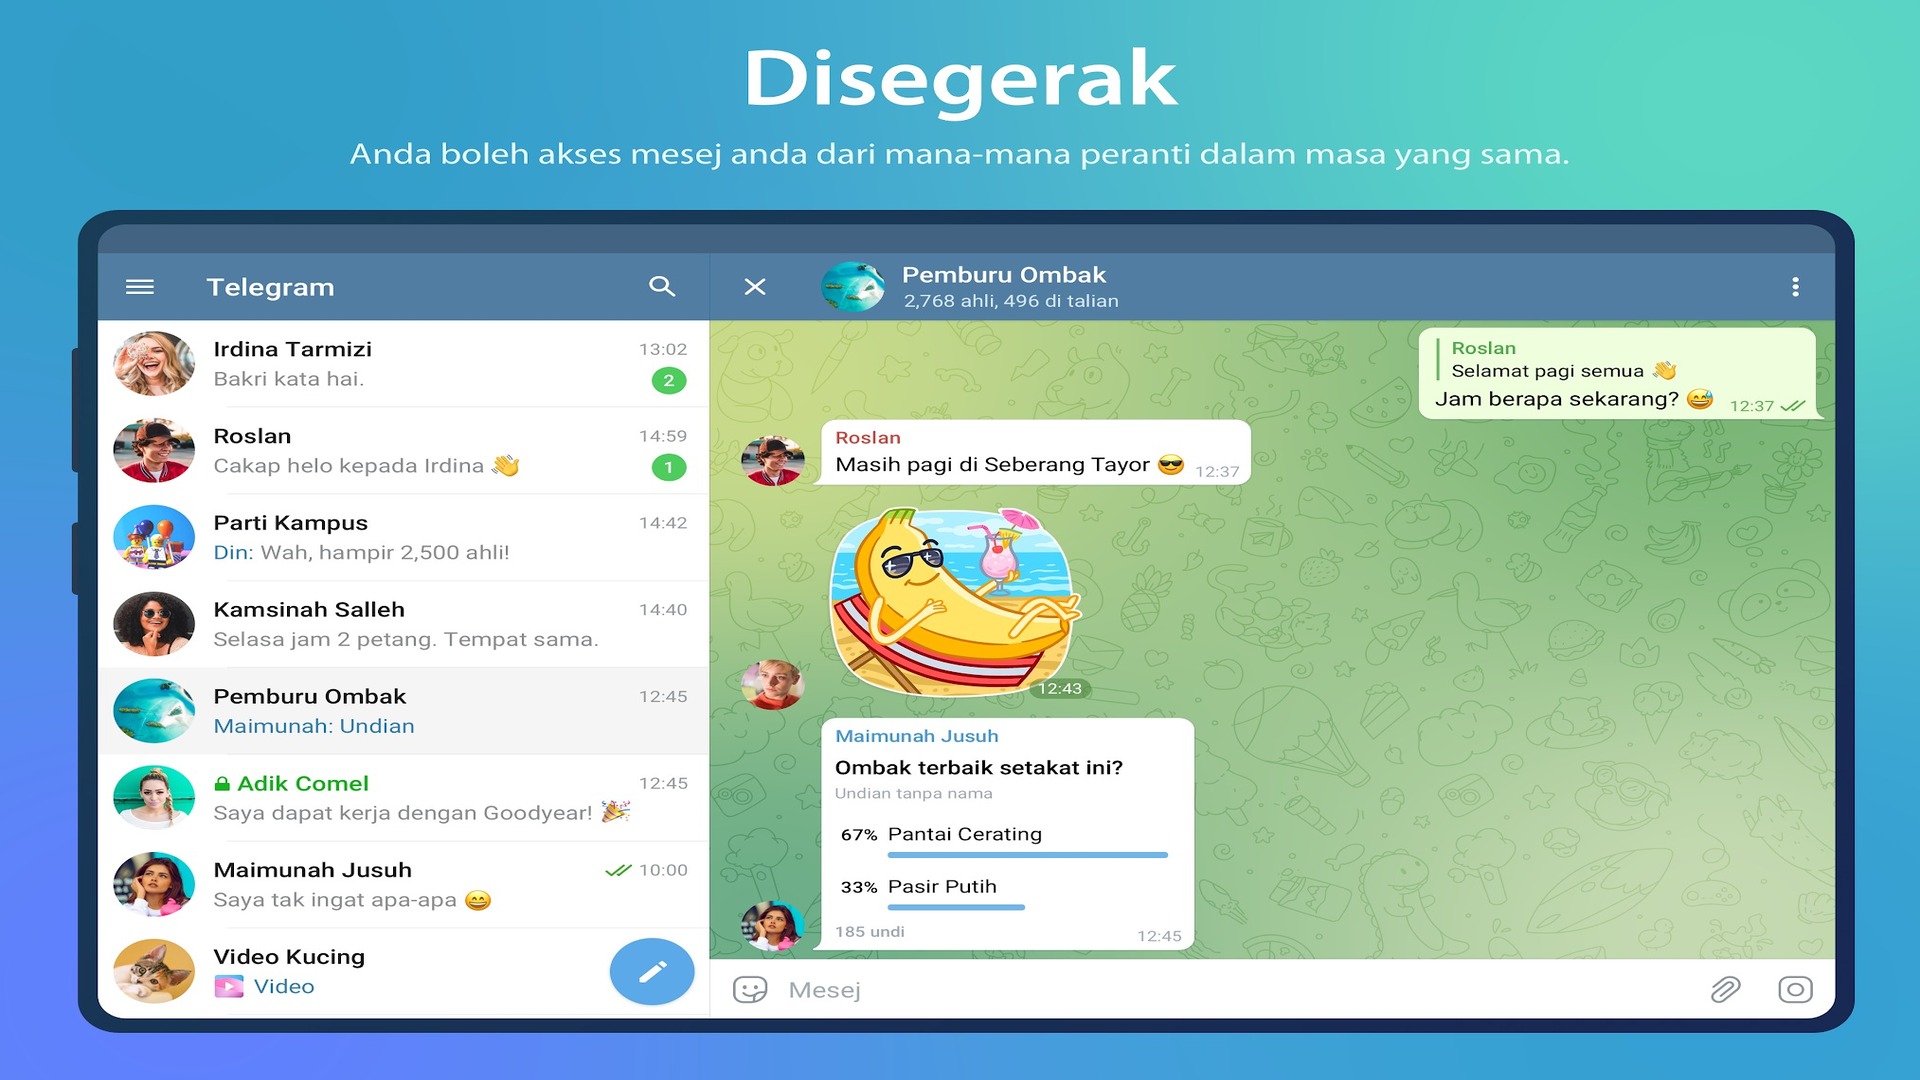 Disegerak
Anda boleh akses mesej anda dari mana-mana peranti dalam masa yang sama.
Telegram
Irdina Tarmizi 13:02
Bakri kata hai. 2
Roslan 14:59
Cakap helo kepada Irdina 👋 1
Parti Kampus 14:42
Din: Wah, hampir 2,500 ahli!
Kamsinah Salleh 14:40
Selasa jam 2 petang. Tempat sama.
Pemburu Ombak 12:45
Maimunah: Undian
Adik Comel 12:45
Saya dapat kerja dengan Goodyear! 🎉
Maimunah Jusuh 10:00
Saya tak ingat apa-apa 😄
Video Kucing
Video
Pemburu Ombak
2,768 ahli, 496 di talian
Roslan
Selamat pagi semua 👋
Jam berapa sekarang? 😅 12:37
Roslan
Masih pagi di Seberang Tayor 😎 12:37
12:43
Maimunah Jusuh
Ombak terbaik setakat ini?
Undian tanpa nama
67% Pantai Cerating
33% Pasir Putih
185 undi 12:45
Mesej